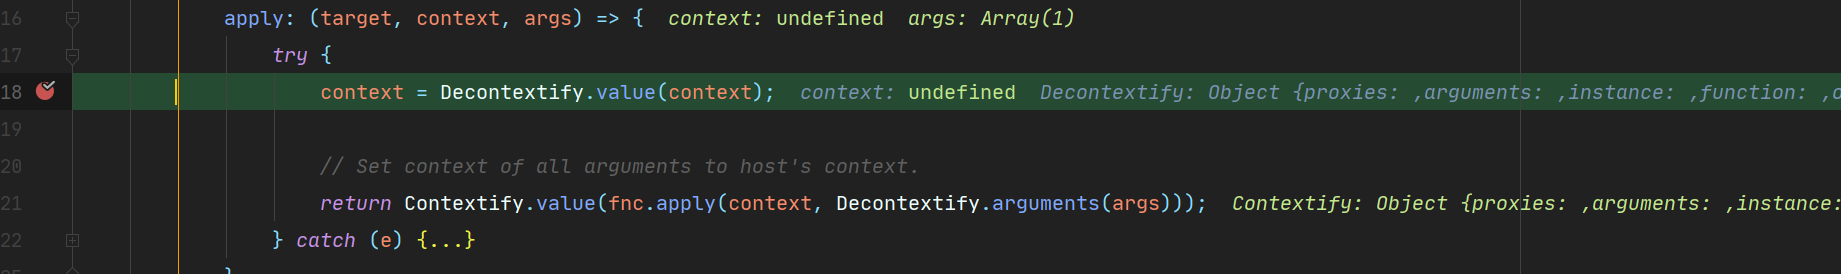 16 apply: (target, context, args) => { context: undefined args: Array(1)
17 try {
18 context = Decontextify.value(context); context: undefined Decontextify: Object {proxies: ,arguments: ,instance: ,function: ,o
19
20 // Set context of all arguments to host's context.
21 return Contextify.value(fnc.apply(context, Decontextify.arguments(args))); Contextify: Object {proxies: ,arguments: ,instance:
22 } catch (e) {...}
}